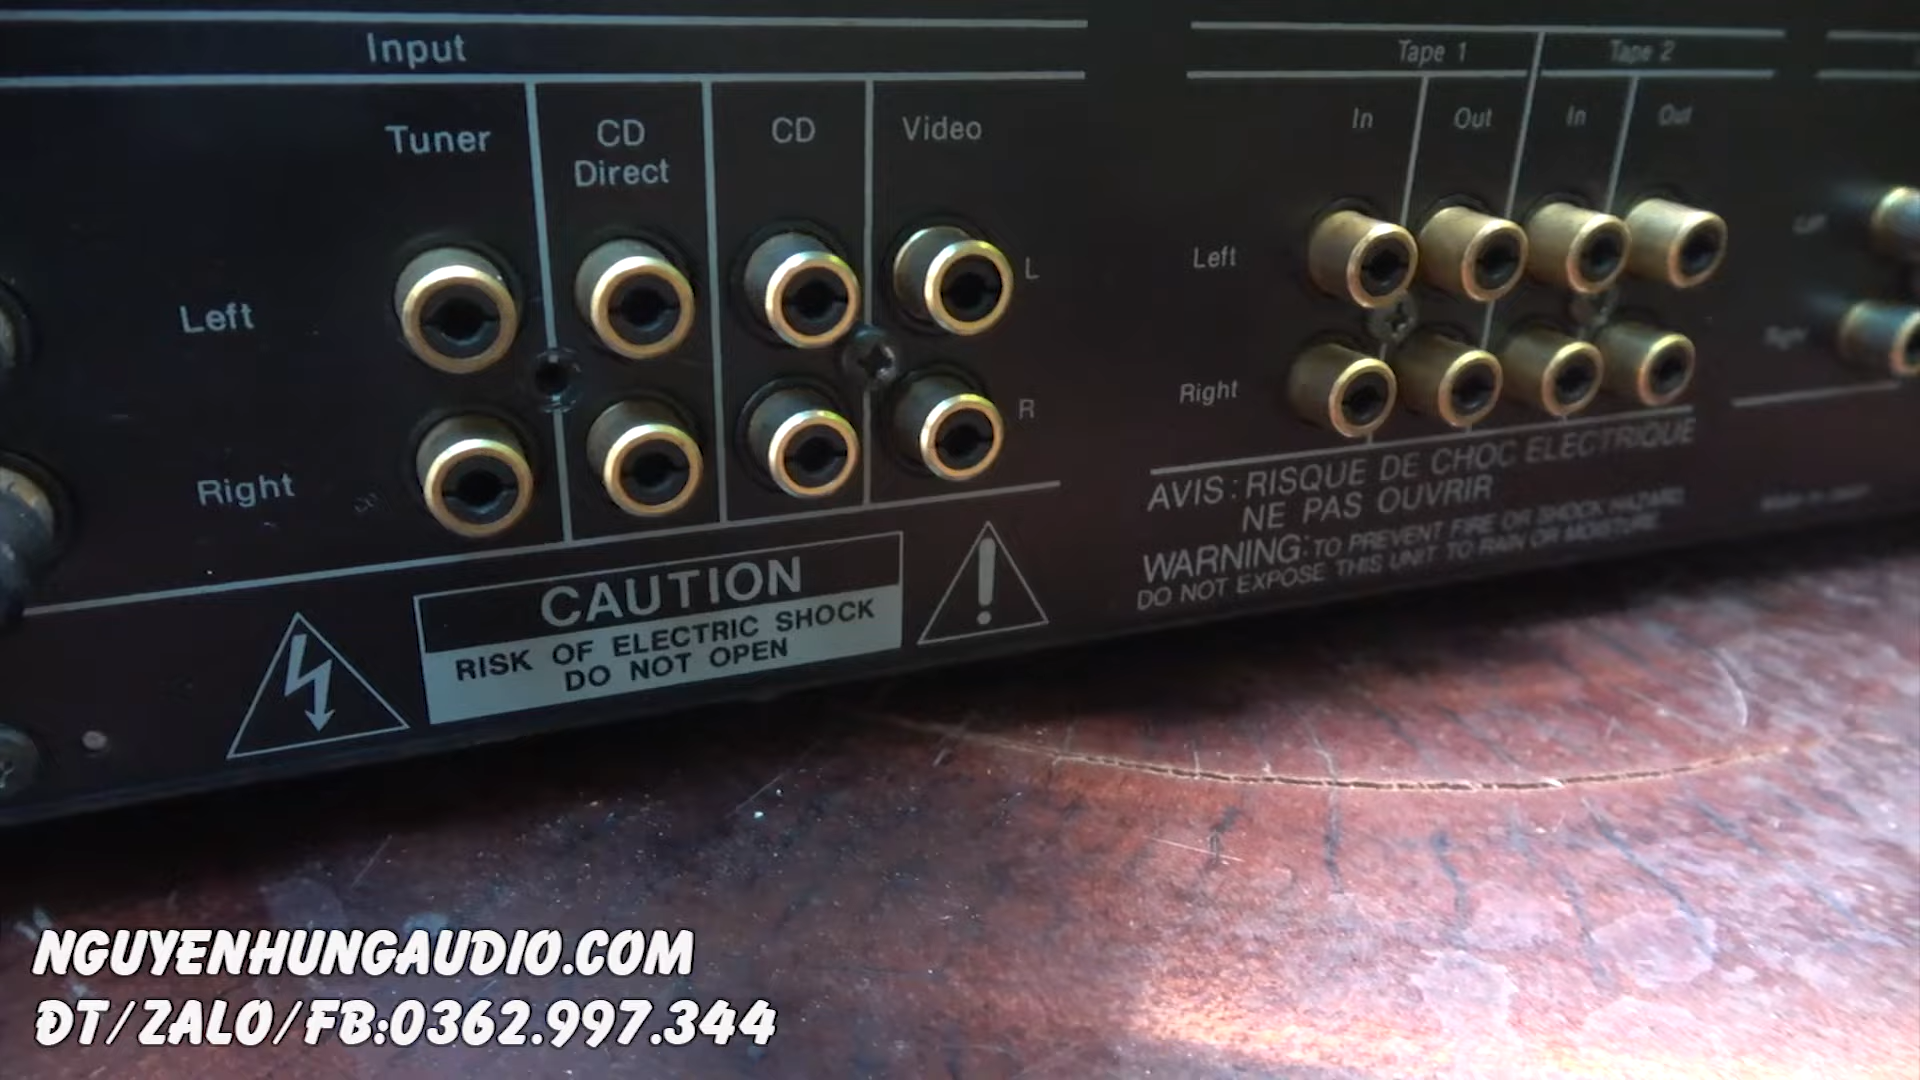 Input
Tuner
CD
Direct
CD
Video
Left
Right
L
R
CAUTION
RISK OF ELECTRIC SHOCK
DO NOT OPEN
Tape 1
Tape 2
In
Out
In
Out
Left
Right
Left
Right
AVIS : RISQUE DE CHOC ELECTRIQUE
NE PAS OUVRIR
WARNING: TO PREVENT FIRE OR SHOCK HAZARD
DO NOT EXPOSE THIS UNIT TO RAIN OR MOISTURE.
NGUYENHUNGAUDIO.COM
ĐT/ZALO/FB:0362.997.344